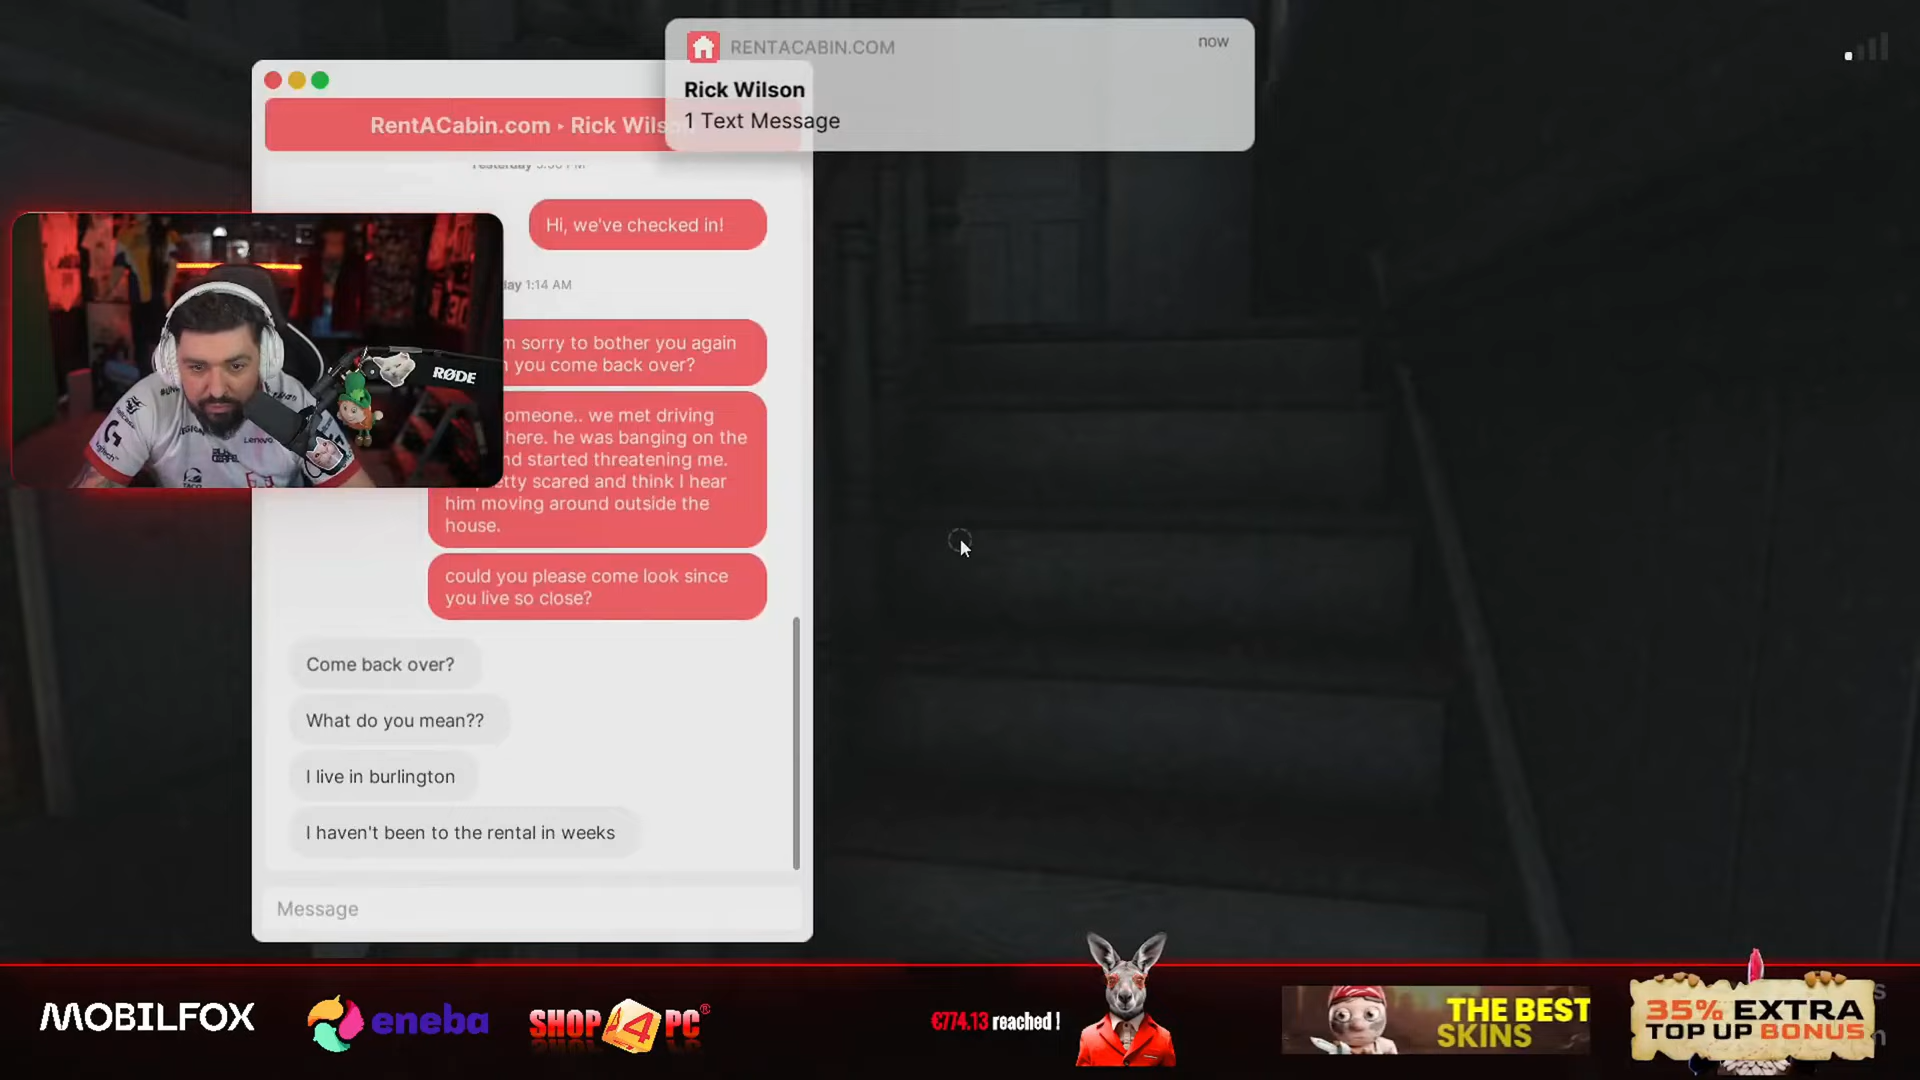 RENTACABIN.COM
now
Rick Wilson
1 Text Message
RentACabin.com • Rick Wils
Yesterday
Hi, we've checked in!
day 1:14 AM
sorry to bother you again
you come back over?
omeone.. we met driving
here. he was banging on the
nd started threatening me.
scared and think I hear
him moving around outside the
house.
could you please come look since
you live so close?
Come back over?
What do you mean??
I live in burlington
I haven't been to the rental in weeks
Message
RØDE
Lenovo
logitech
TACO
MOBILFOX
eneba
SHOP4PC®
€774.13 reached !
THE BEST
SKINS
35% EXTRA
TOP UP BONUS